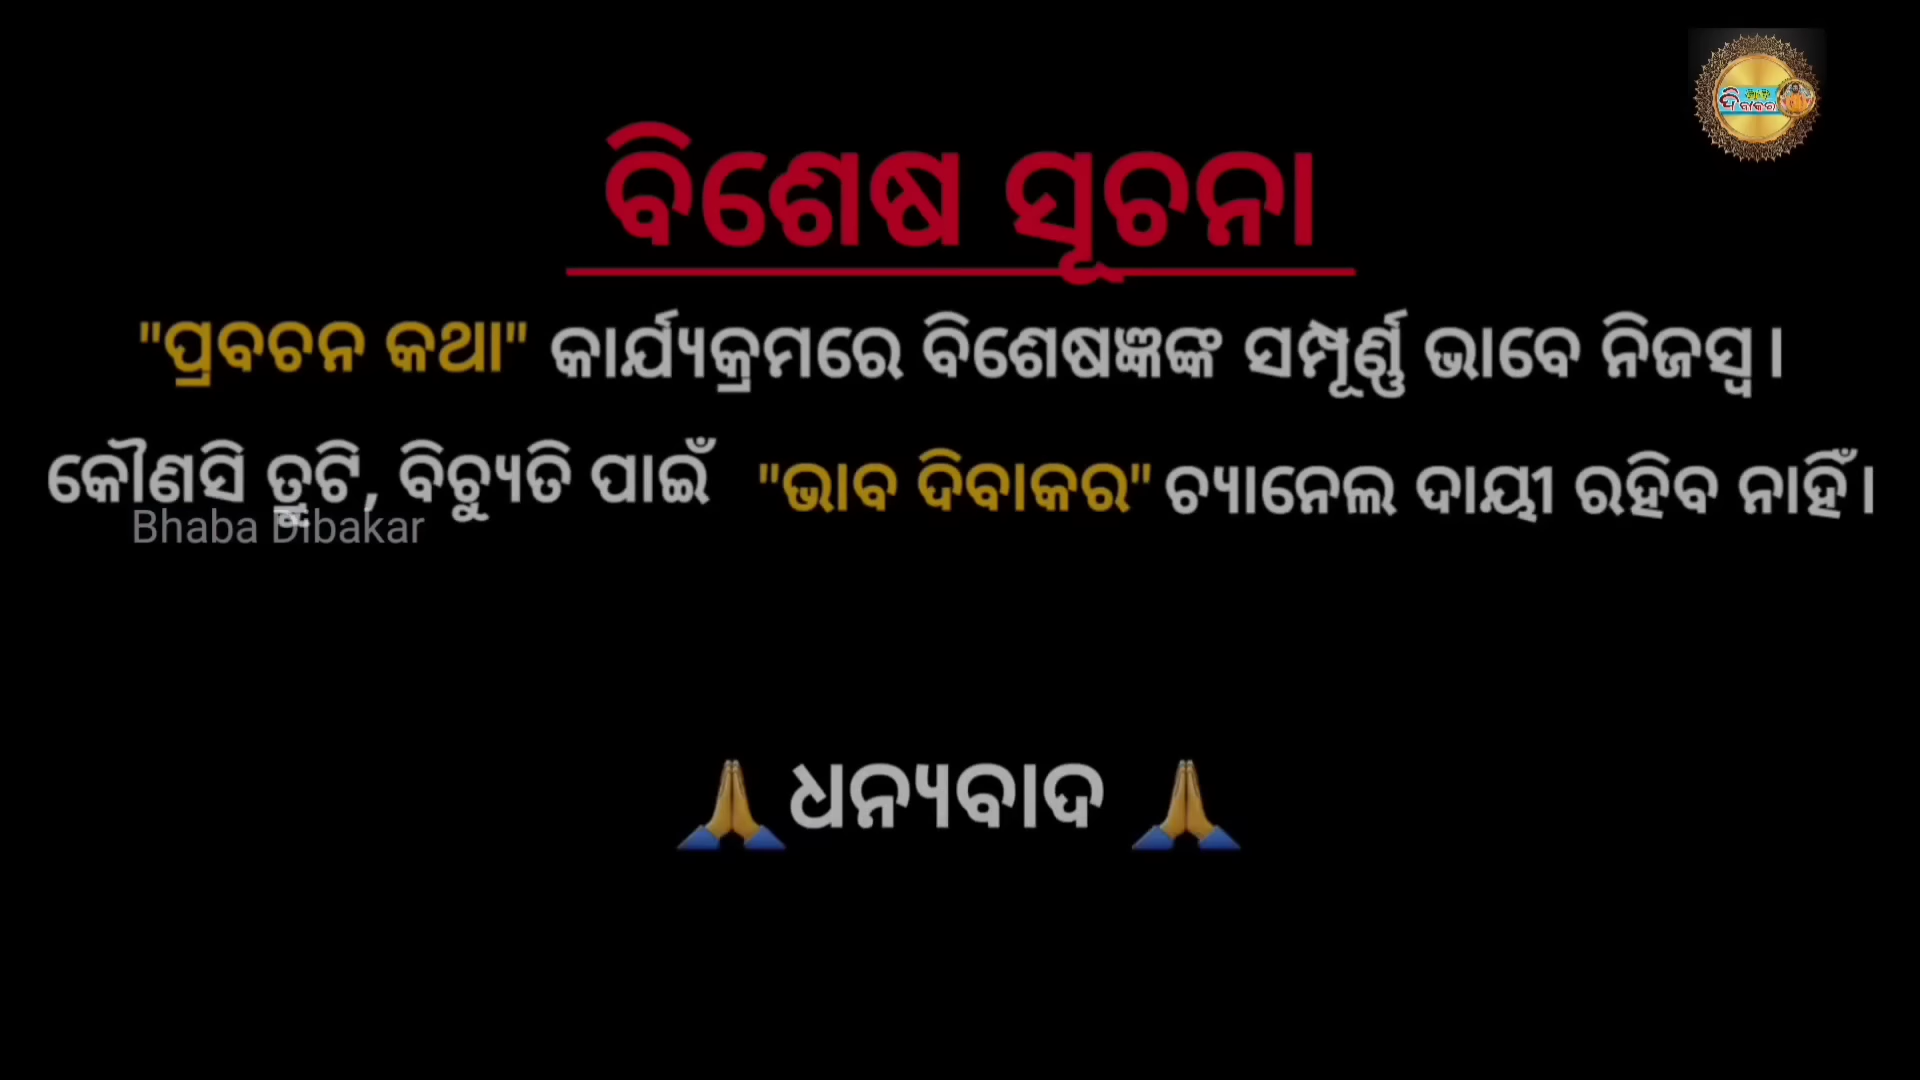 ବିଶେଷ ସୂଚନା
"ପ୍ରବଚନ କଥା" କାର୍ଯ୍ୟକ୍ରମରେ ବିଶେଷଜ୍ଞଙ୍କ ସମ୍ପୂର୍ଣ୍ଣ ଭାବେ ନିଜସ୍ୱ ।
କୌଣସି ତ୍ରୁଟି, ବିଚ୍ୟୁତି ପାଇଁ "ଭାବ ଦିବାକର" ଚ୍ୟାନେଲ ଦାୟୀ ରହିବ ନାହିଁ ।
Bhaba Dibakar
🙏ଧନ୍ୟବାଦ 🙏